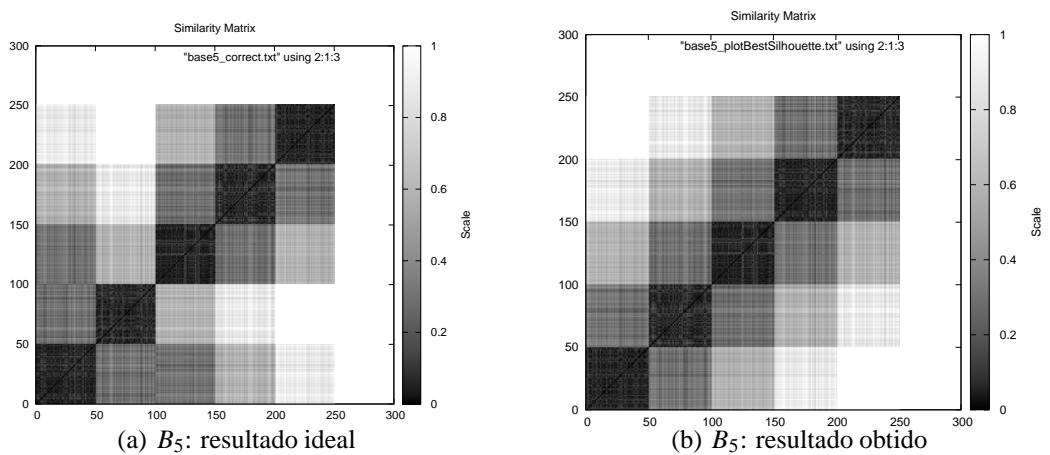 Similarity Matrix
"base5_correct.txt" using 2:1:3
300
250
200
150
100
50
0
0 50 100 150 200 250 300
1
0.8
0.6
0.4
0.2
0
Scale
(a) B5: resultado ideal
Similarity Matrix
"base5_plotBestSilhouette.txt" using 2:1:3
300
250
200
150
100
50
0
0 50 100 150 200 250 300
1
0.8
0.6
0.4
0.2
0
Scale
(b) B5: resultado obtido